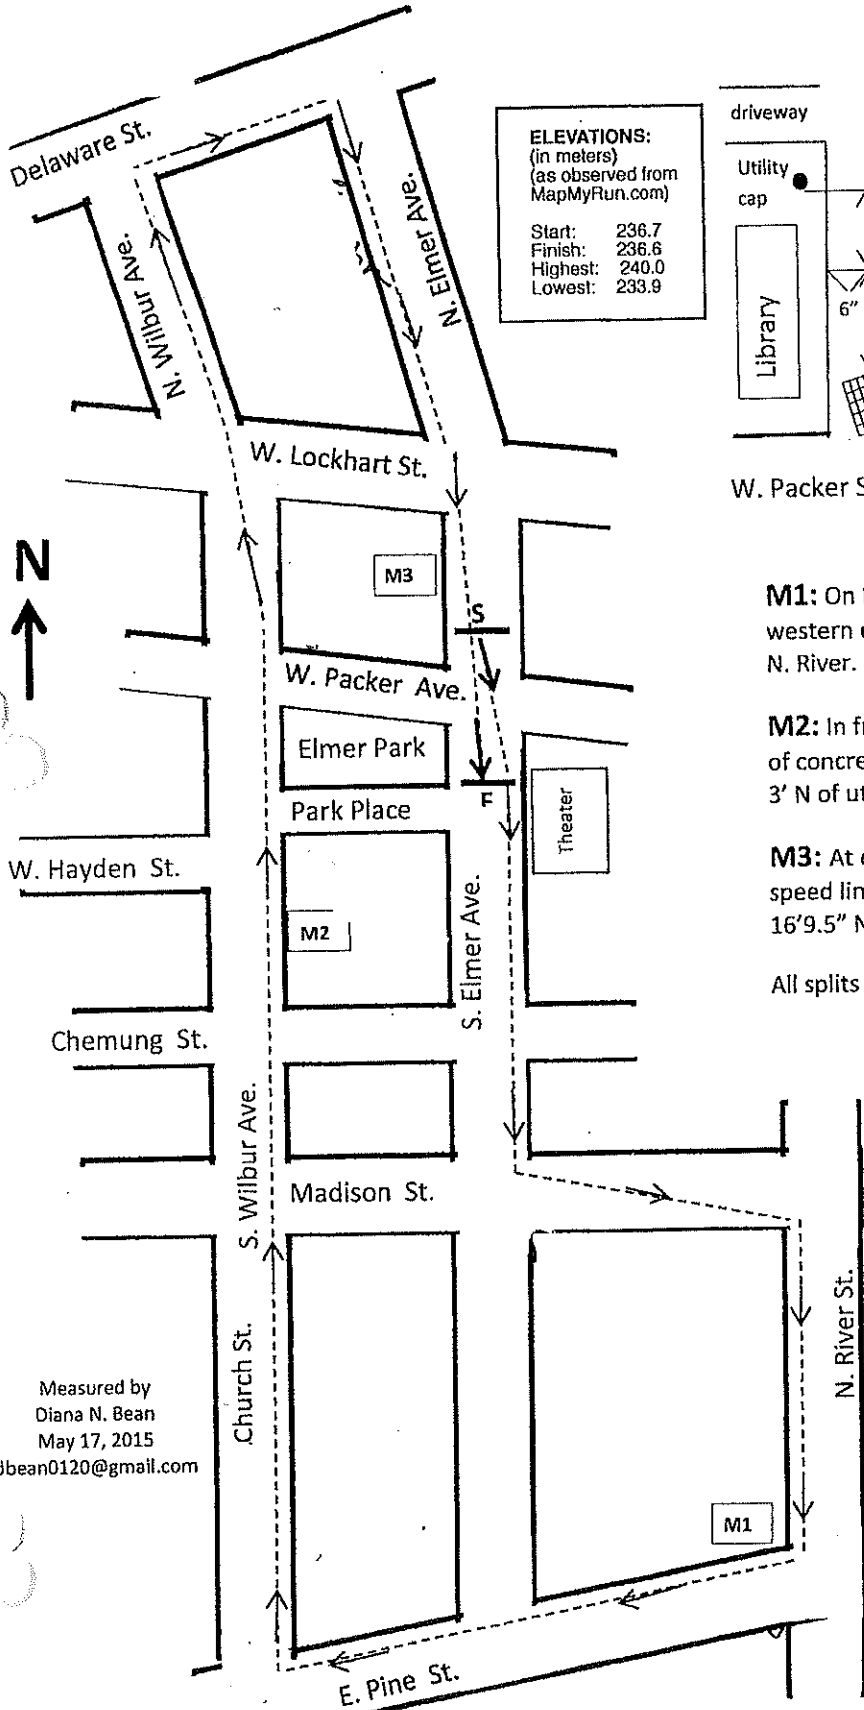 Delaware St.
N. Wilbur Ave.
N. Elmer Ave.
ELEVATIONS:
(in meters)
(as observed from
MapMyRun.com)
Start: 236.7
Finish: 236.6
Highest: 240.0
Lowest: 233.9
driveway
Utility
cap
Library
6"
W. Packer S
W. Lockhart St.
N
M3
S
W. Packer Ave.
Elmer Park
F
Park Place
Theater
W. Hayden St.
M2
S. Elmer Ave.
Chemung St.
S. Wilbur Ave.
Madison St.
M1: On
western
N. River.
M2: In f
of concre
3' N of ut
M3: At e
speed lin
16'9.5" N
All splits
Church St.
N. River St.
Measured by
Diana N. Bean
May 17, 2015
dbean0120@gmail.com
M1
E. Pine St.